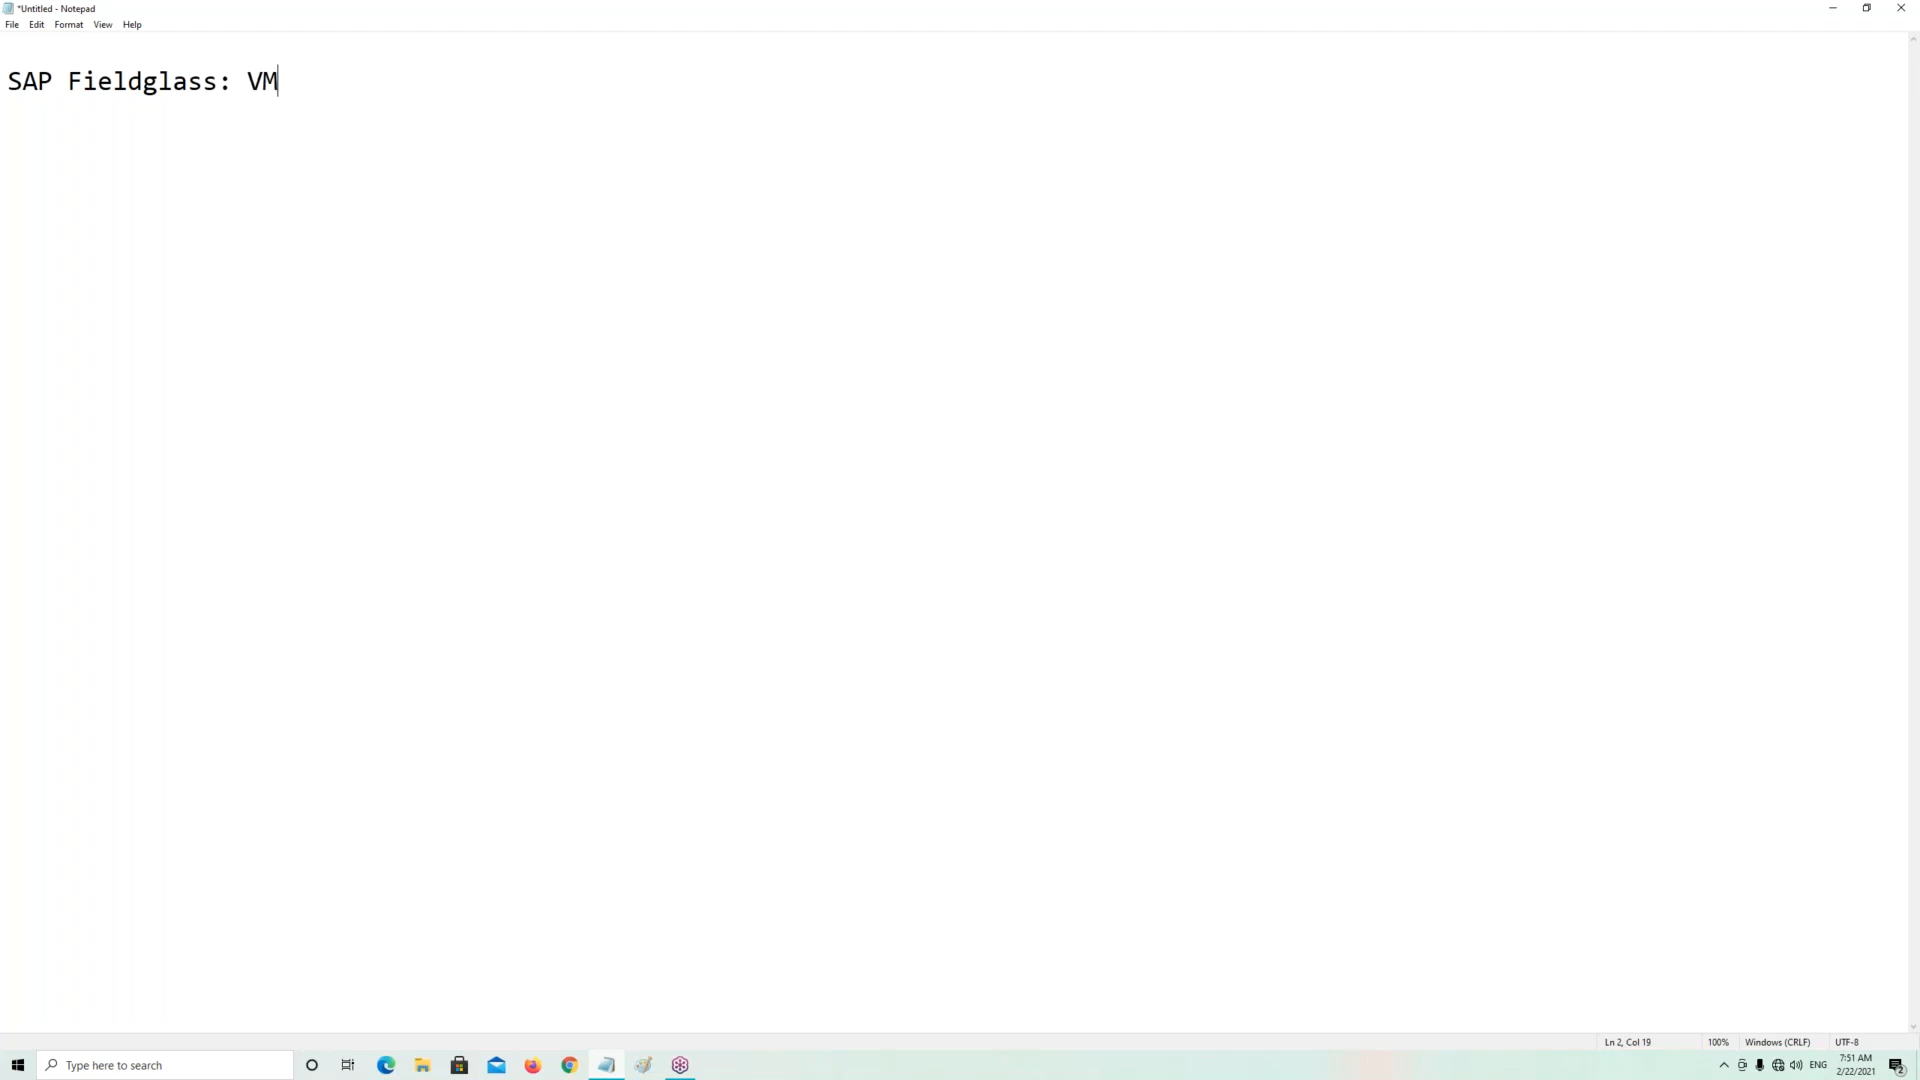 *Untitled - Notepad
File Edit Format View Help
SAP Fieldglass: VM
Ln 2, Col 19 100% Windows (CRLF) UTF-8
Type here to search
ENG
7:51 AM
2/22/2021
2